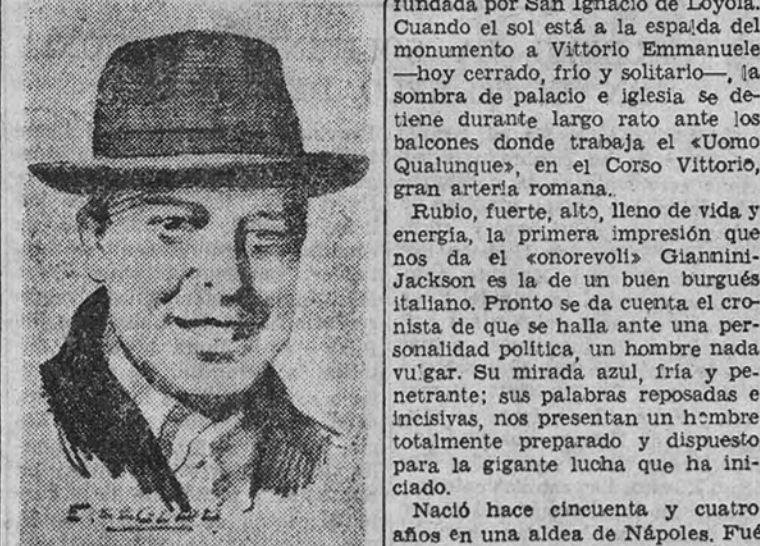 fundada por San Ignacio de Loyola.
Cuando el sol está a la espalda del
monumento a Vittorio Emmanuele
—hoy cerrado, frío y solitario—, la
sombra de palacio e iglesia se de-
tiene durante largo rato ante los
balcones donde trabaja el «Uomo
Qualunque», en el Corso Vittorio,
gran arteria romana..
Rubio, fuerte, alto, lleno de vida y
energía, la primera impresión que
nos da el «onorevoli» Giannini-
Jackson es la de un buen burgués
italiano. Pronto se da cuenta el cro-
nista de que se halla ante una per-
sonalidad política, un hombre nada
vulgar. Su mirada azul, fría y pe-
netrante; sus palabras reposadas e
incisivas, nos presentan un hombre
totalmente preparado y dispuesto
para la gigante lucha que ha ini-
ciado.
Nació hace cincuenta y cuatro
años en una aldea de Nápoles. Fué